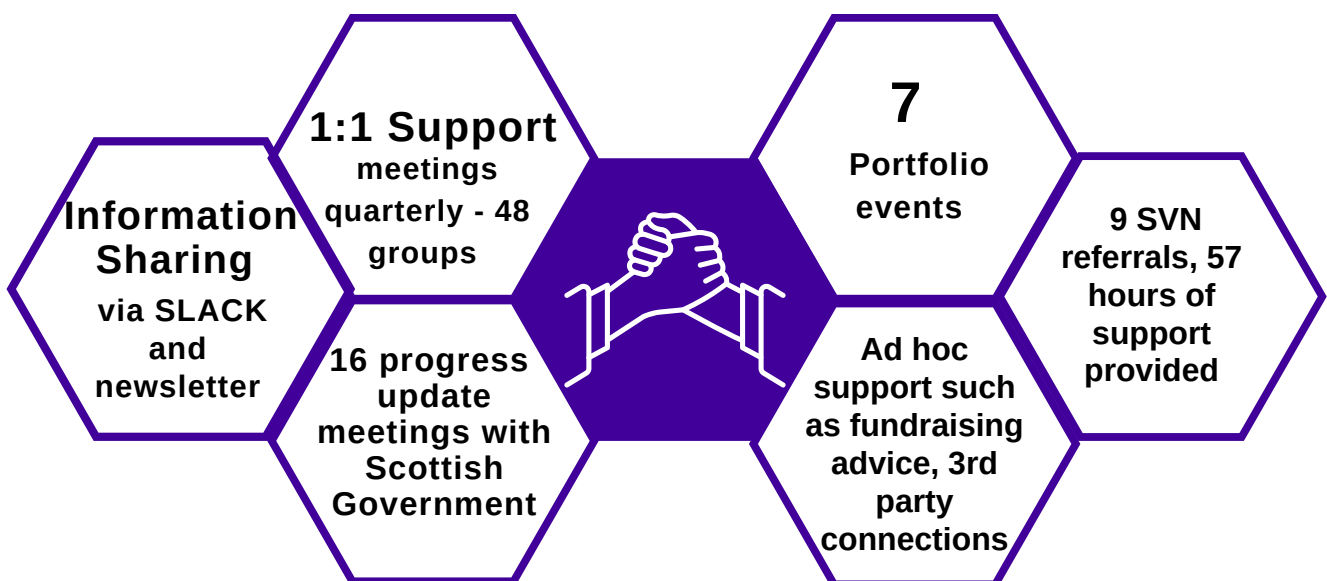 Information
Sharing
via SLACK
and
newsletter
1:1 Support
meetings
quarterly - 48
groups
16 progress
update
meetings with
Scottish
Government
7
Portfolio
events
Ad hoc
support such
as fundraising
advice, 3rd
party
connections
9 SVN
referrals, 57
hours of
support
provided